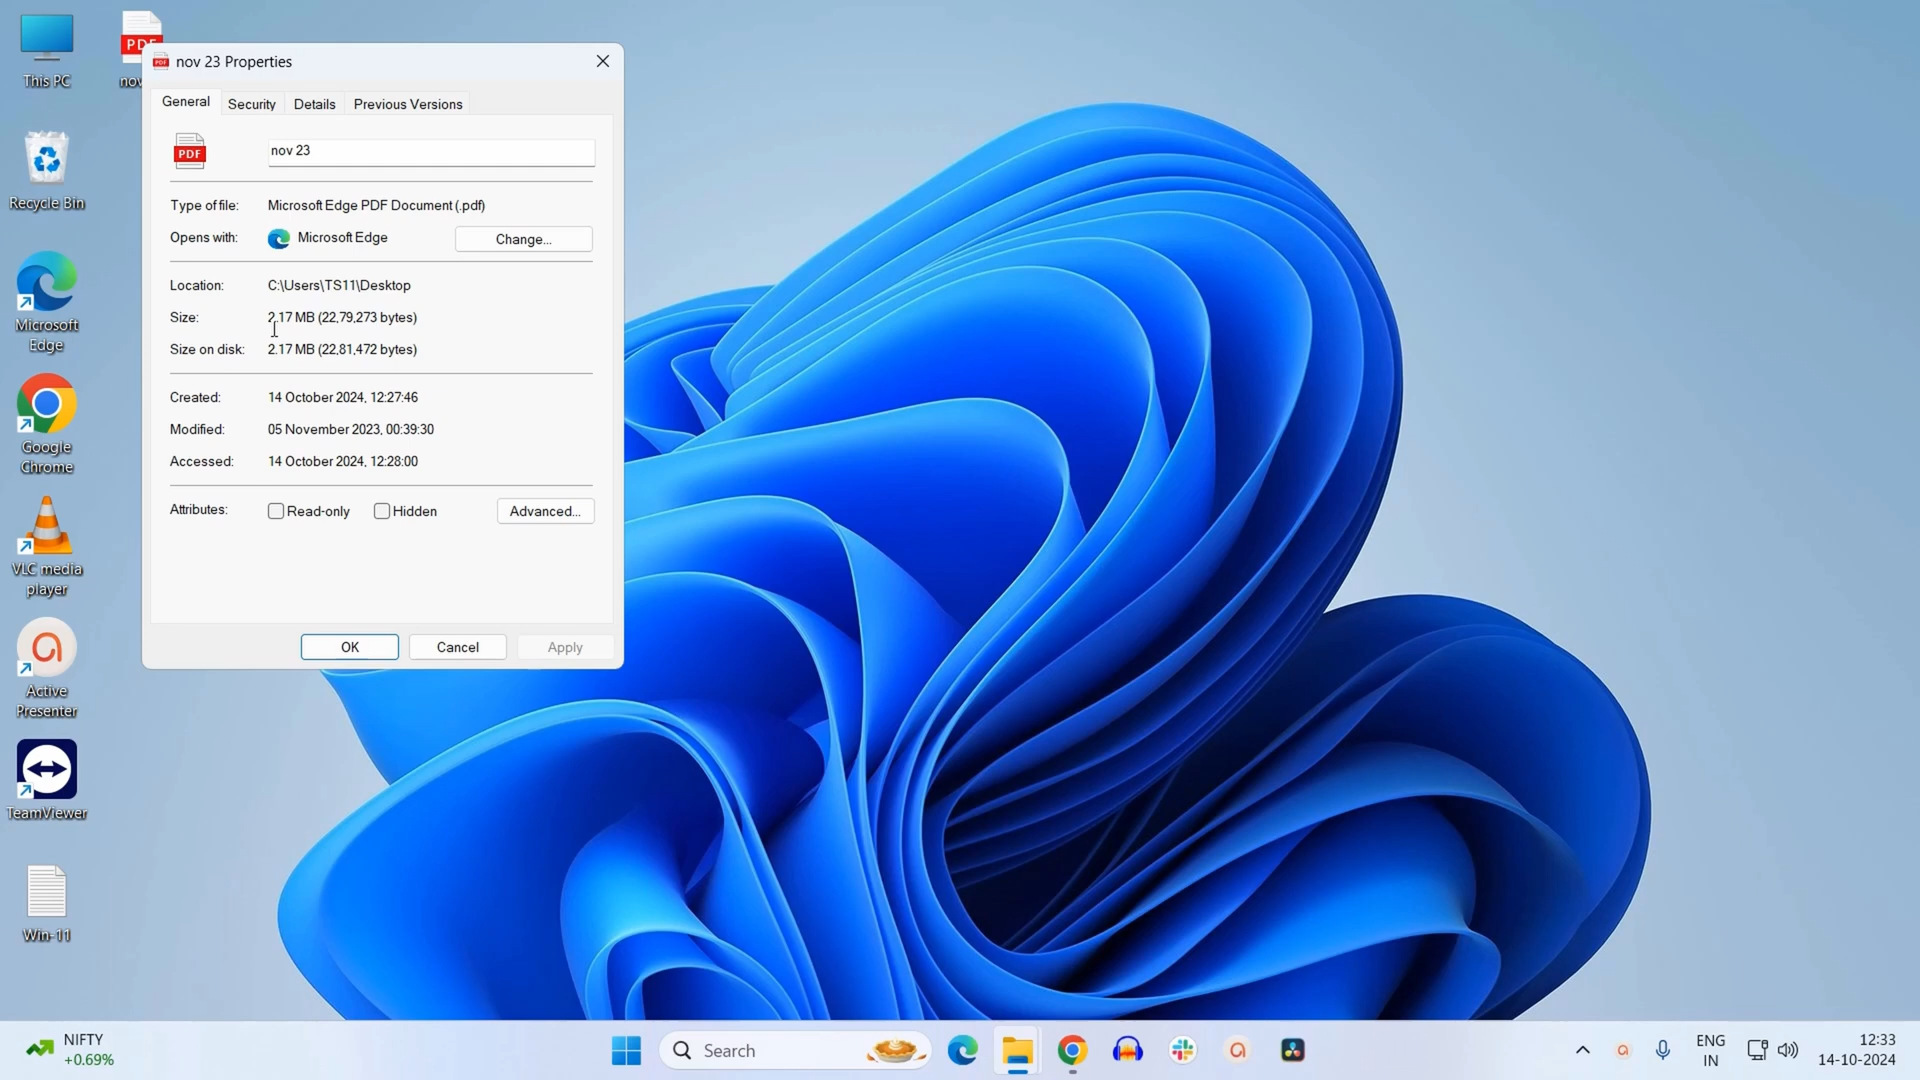 This PC
PDF
nov
Recycle Bin
Microsoft
Edge
Google
Chrome
VLC media
player
Active
Presenter
TeamViewer
Win-11
PDF
nov 23 Properties
General
Security
Details
Previous Versions
PDF
nov 23
Type of file:
Microsoft Edge PDF Document (.pdf)
Opens with:
Microsoft Edge
Change...
Location:
C:\Users\TS11\Desktop
Size:
2.17 MB (22,79,273 bytes)
Size on disk:
2.17 MB (22,81,472 bytes)
Created:
14 October 2024, 12:27:46
Modified:
05 November 2023, 00:39:30
Accessed:
14 October 2024, 12:28:00
Attributes:
Read-only
Hidden
Advanced...
OK
Cancel
Apply
NIFTY
+0.69%
Search
ENG
IN
12:33
14-10-2024